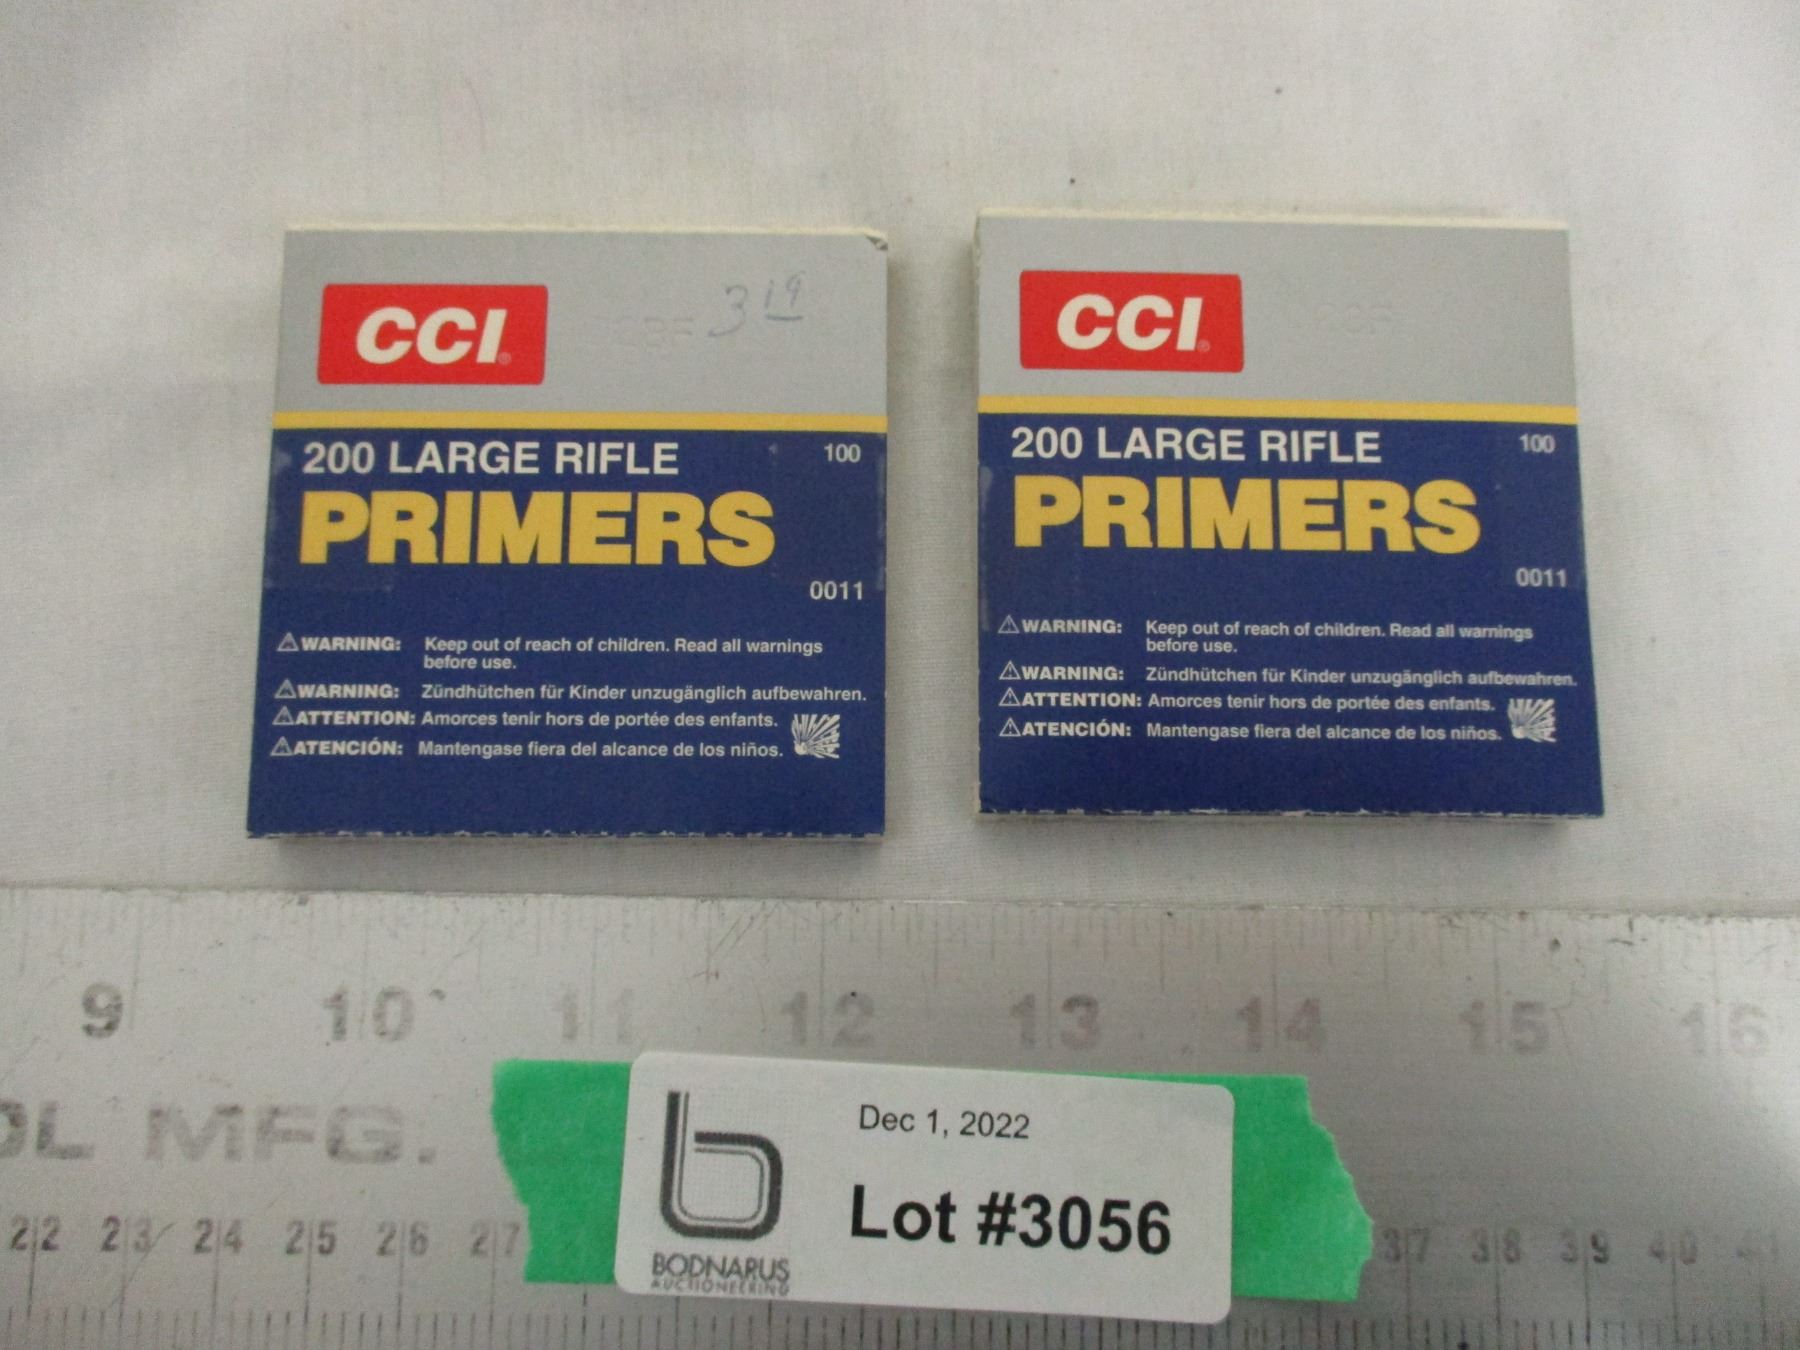 CCI®
3 19
200 LARGE RIFLE 100
PRIMERS
0011
⚠WARNING: Keep out of reach of children. Read all warnings
before use.
⚠WARNING: Zündhütchen für Kinder unzugänglich aufbewahren.
⚠ATTENTION: Amorces tenir hors de portée des enfants.
⚠ATENCIÓN: Mantengase fiera del alcance de los niños.
CCI®
200 LARGE RIFLE 100
PRIMERS
0011
⚠WARNING: Keep out of reach of children. Read all warnings
before use.
⚠WARNING: Zündhütchen für Kinder unzugänglich aufbewahren.
⚠ATTENTION: Amorces tenir hors de portée des enfants.
⚠ATENCIÓN: Mantengase fiera del alcance de los niños.
9 10 11 12 13 14 15 16
MFG.
22 23 24 25 26 27 37 38 39 40
Dec 1, 2022
Lot #3056
b
BODNARUS
AUCTIONEERING